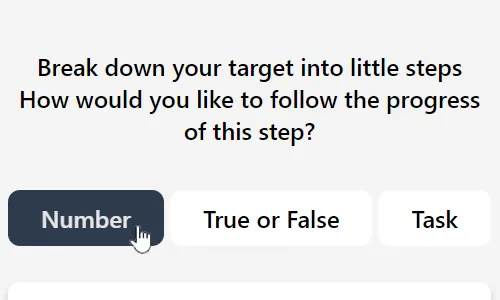 Break down your target into little steps
How would you like to follow the progress
of this step?
Number
True or False
Task